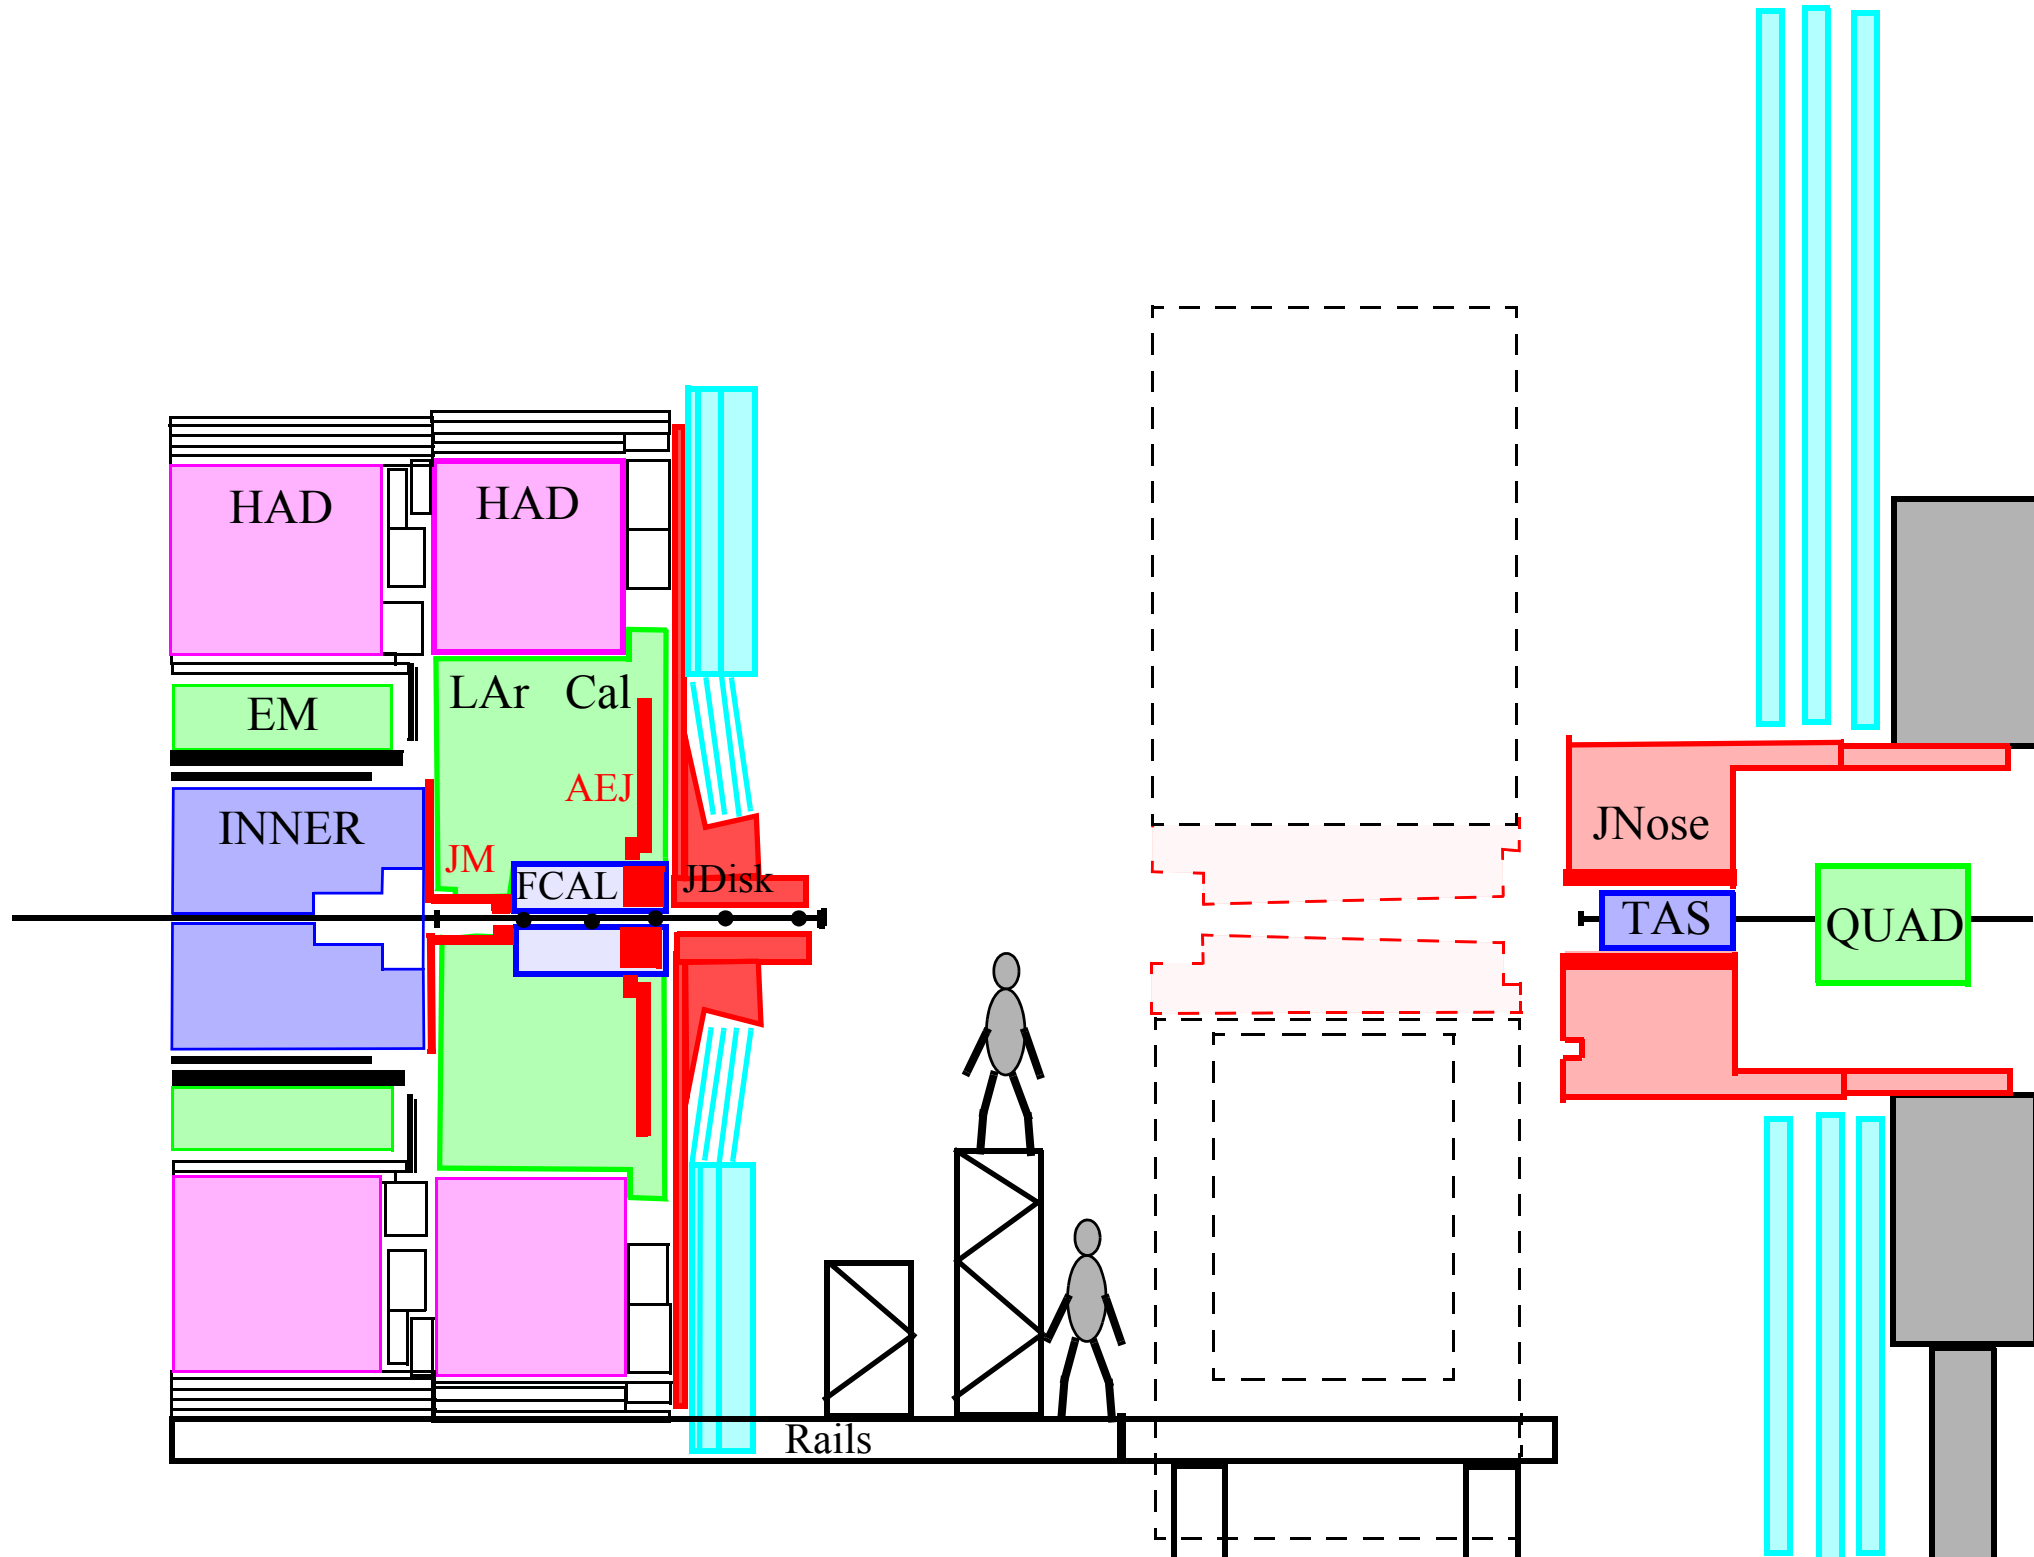 HAD
HAD
LAr Cal
EM
AEJ
INNER
JM
JNose
FCAL
JDisk
TAS
QUAD
Rails